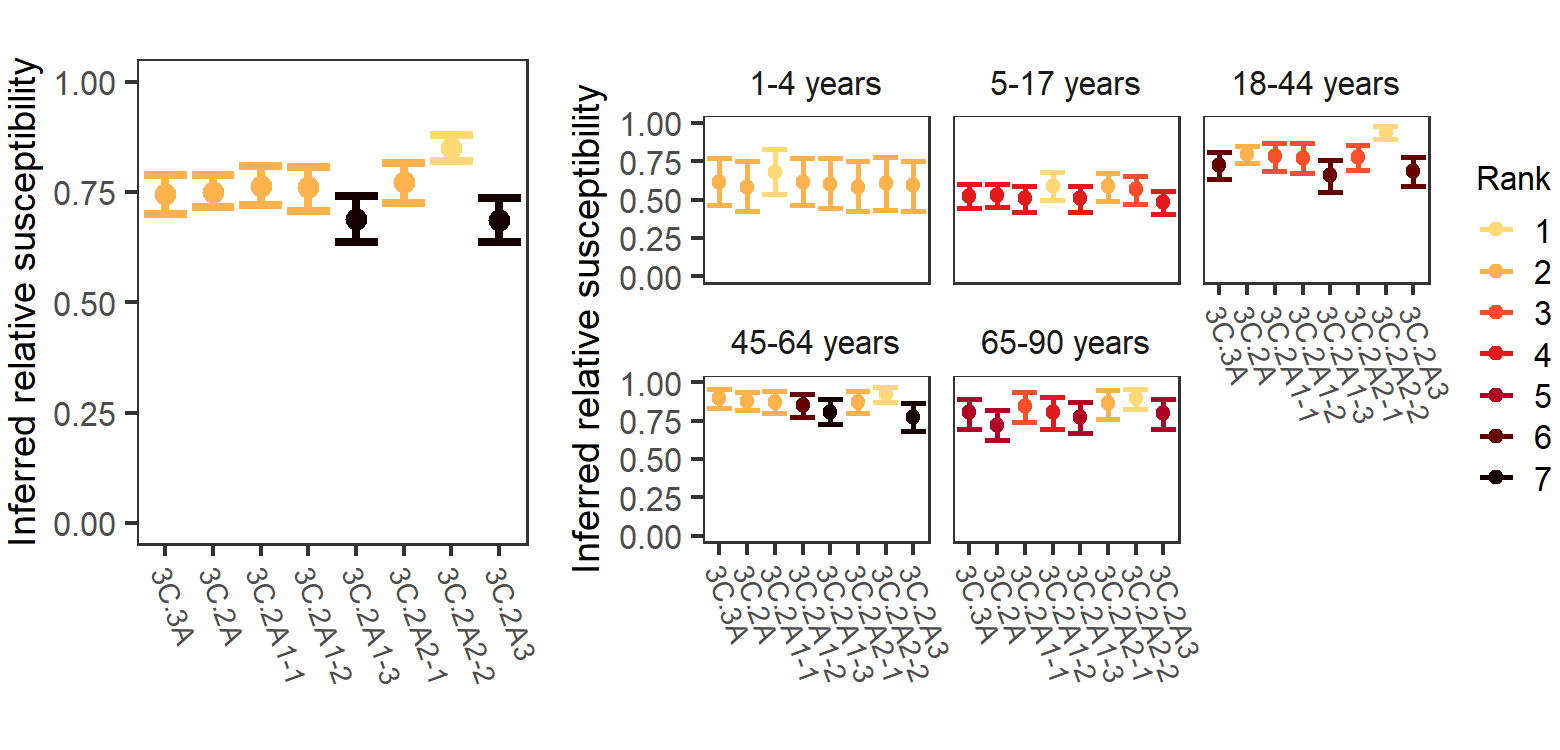 Inferred relative susceptibility
1.00
0.75
0.50
0.25
0.00
3C.3A
3C.2A
3C.2A1-1
3C.2A1-2
3C.2A1-3
3C.2A2-1
3C.2A2-2
3C.2A3
Inferred relative susceptibility
1-4 years
5-17 years
18-44 years
1.00
0.75
0.50
0.25
0.00
3C.3A
3C.2A
3C.2A1-1
3C.2A1-2
3C.2A1-3
3C.2A2-1
3C.2A2-2
3C.2A3
45-64 years
65-90 years
1.00
0.75
0.50
0.25
0.00
3C.3A
3C.2A
3C.2A1-1
3C.2A1-2
3C.2A1-3
3C.2A2-1
3C.2A2-2
3C.2A3
3C.3A
3C.2A
3C.2A1-1
3C.2A1-2
3C.2A1-3
3C.2A2-1
3C.2A2-2
3C.2A3
Rank
1
2
3
4
5
6
7